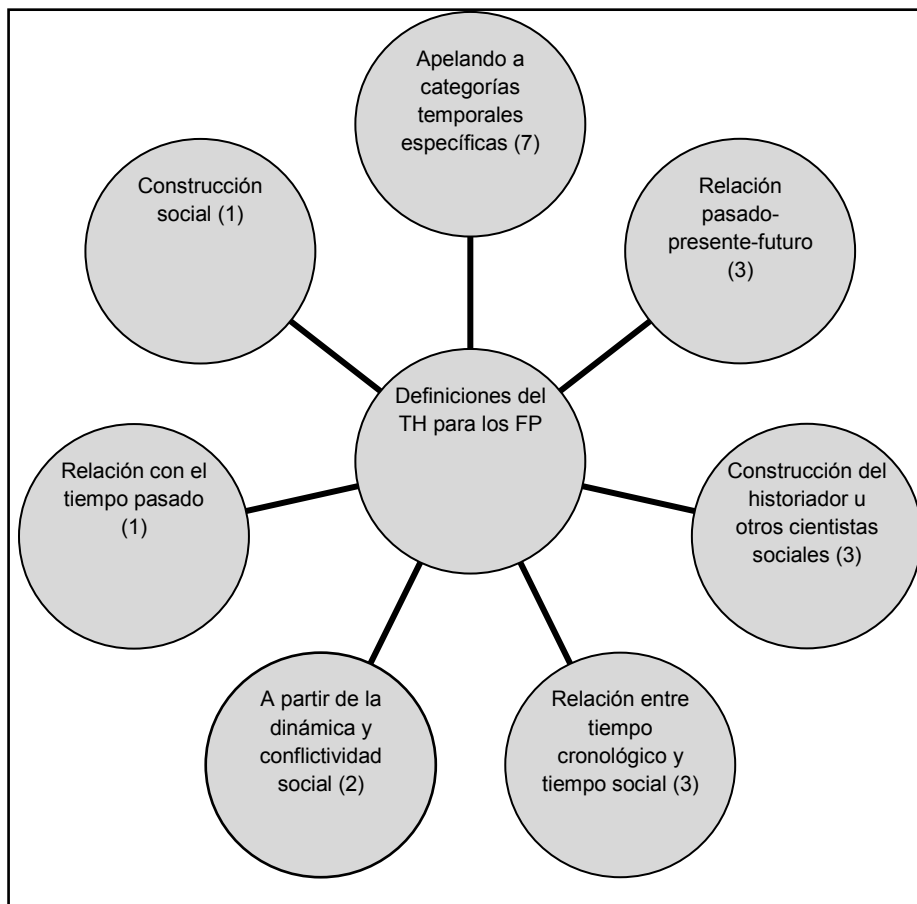 Apelando a
categorías
temporales
específicas (7)
Construcción
social (1)
Relación
pasado-
presente-futuro
(3)
Definiciones del
TH para los FP
Relación con el
tiempo pasado
(1)
Construcción del
historiador u
otros cientistas
sociales (3)
A partir de la
dinámica y
conflictividad
social (2)
Relación entre
tiempo
cronológico y
tiempo social (3)